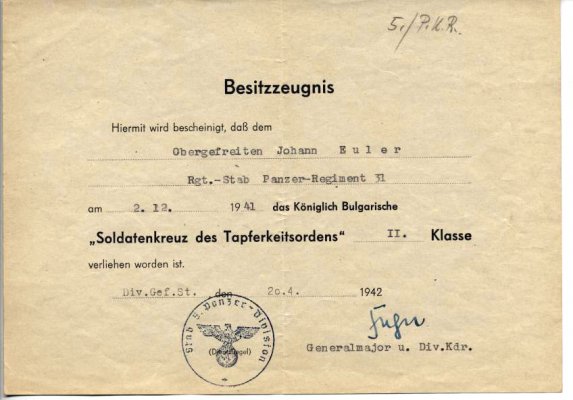 5./P.K.R.
Besitzzeugnis
Hiermit wird bescheinigt, daß dem
Obergefreiten Johann Euler
Rgt.-Stab Panzer-Regiment 31
am 2.12. 1941 das Königlich Bulgarische
„Soldatenkreuz des Tapferkeitsordens" II. Klasse
verliehen worden ist.
Div.Gef.St. den 20.4. 1942
Stab 5. Panzer-Division
(Dienstsiegel)
Generalmajor u. Div.Kdr.